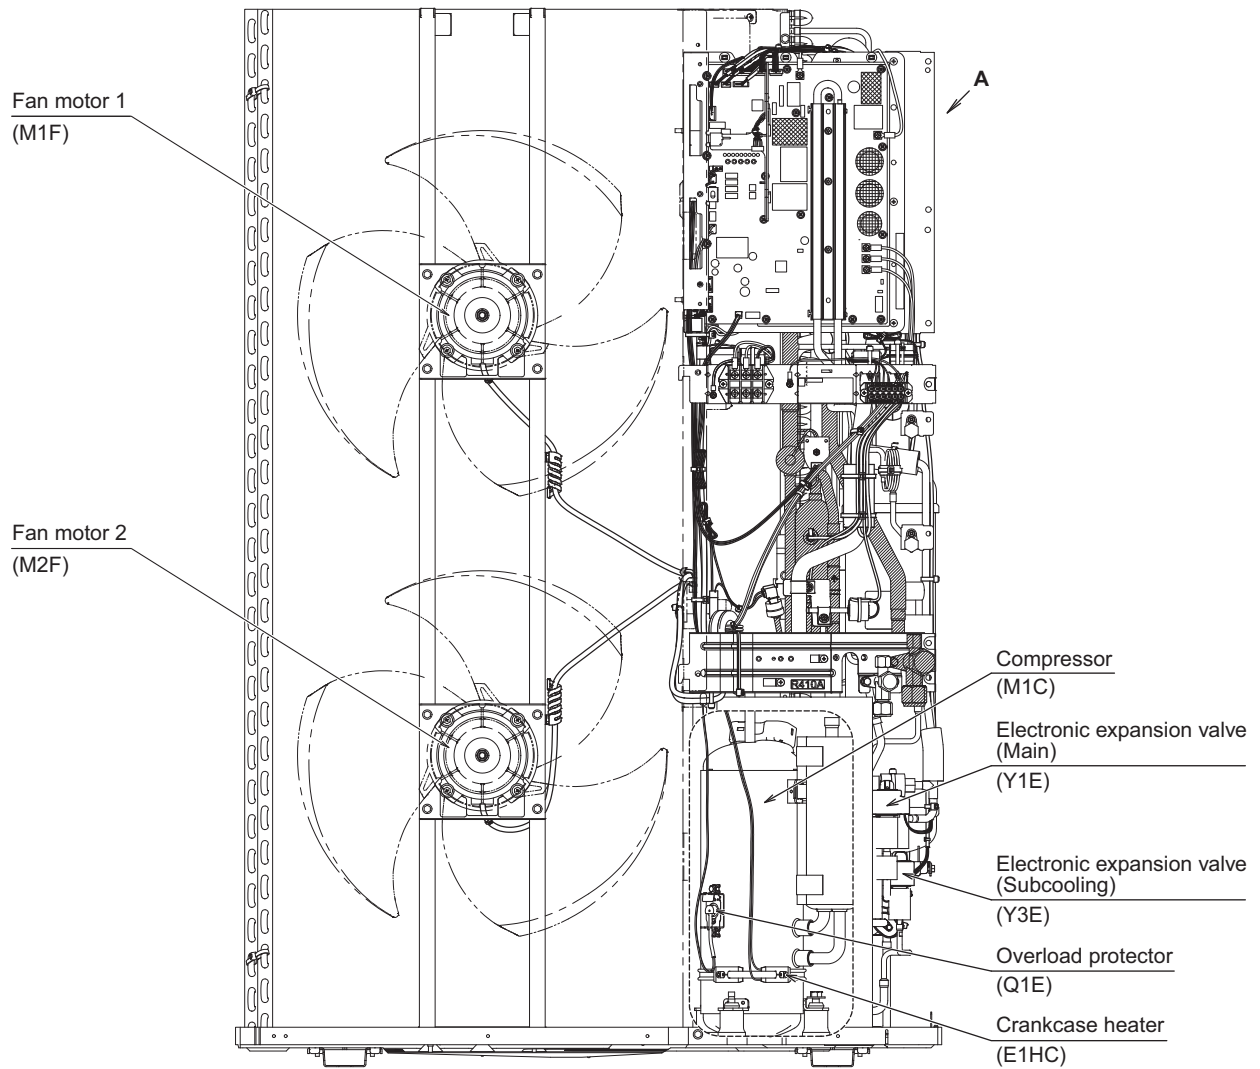 Fan motor 1
(M1F)
A
Fan motor 2
(M2F)
R410A
Compressor
(M1C)
Electronic expansion valve
(Main)
(Y1E)
Electronic expansion valve
(Subcooling)
(Y3E)
Overload protector
(Q1E)
Crankcase heater
(E1HC)